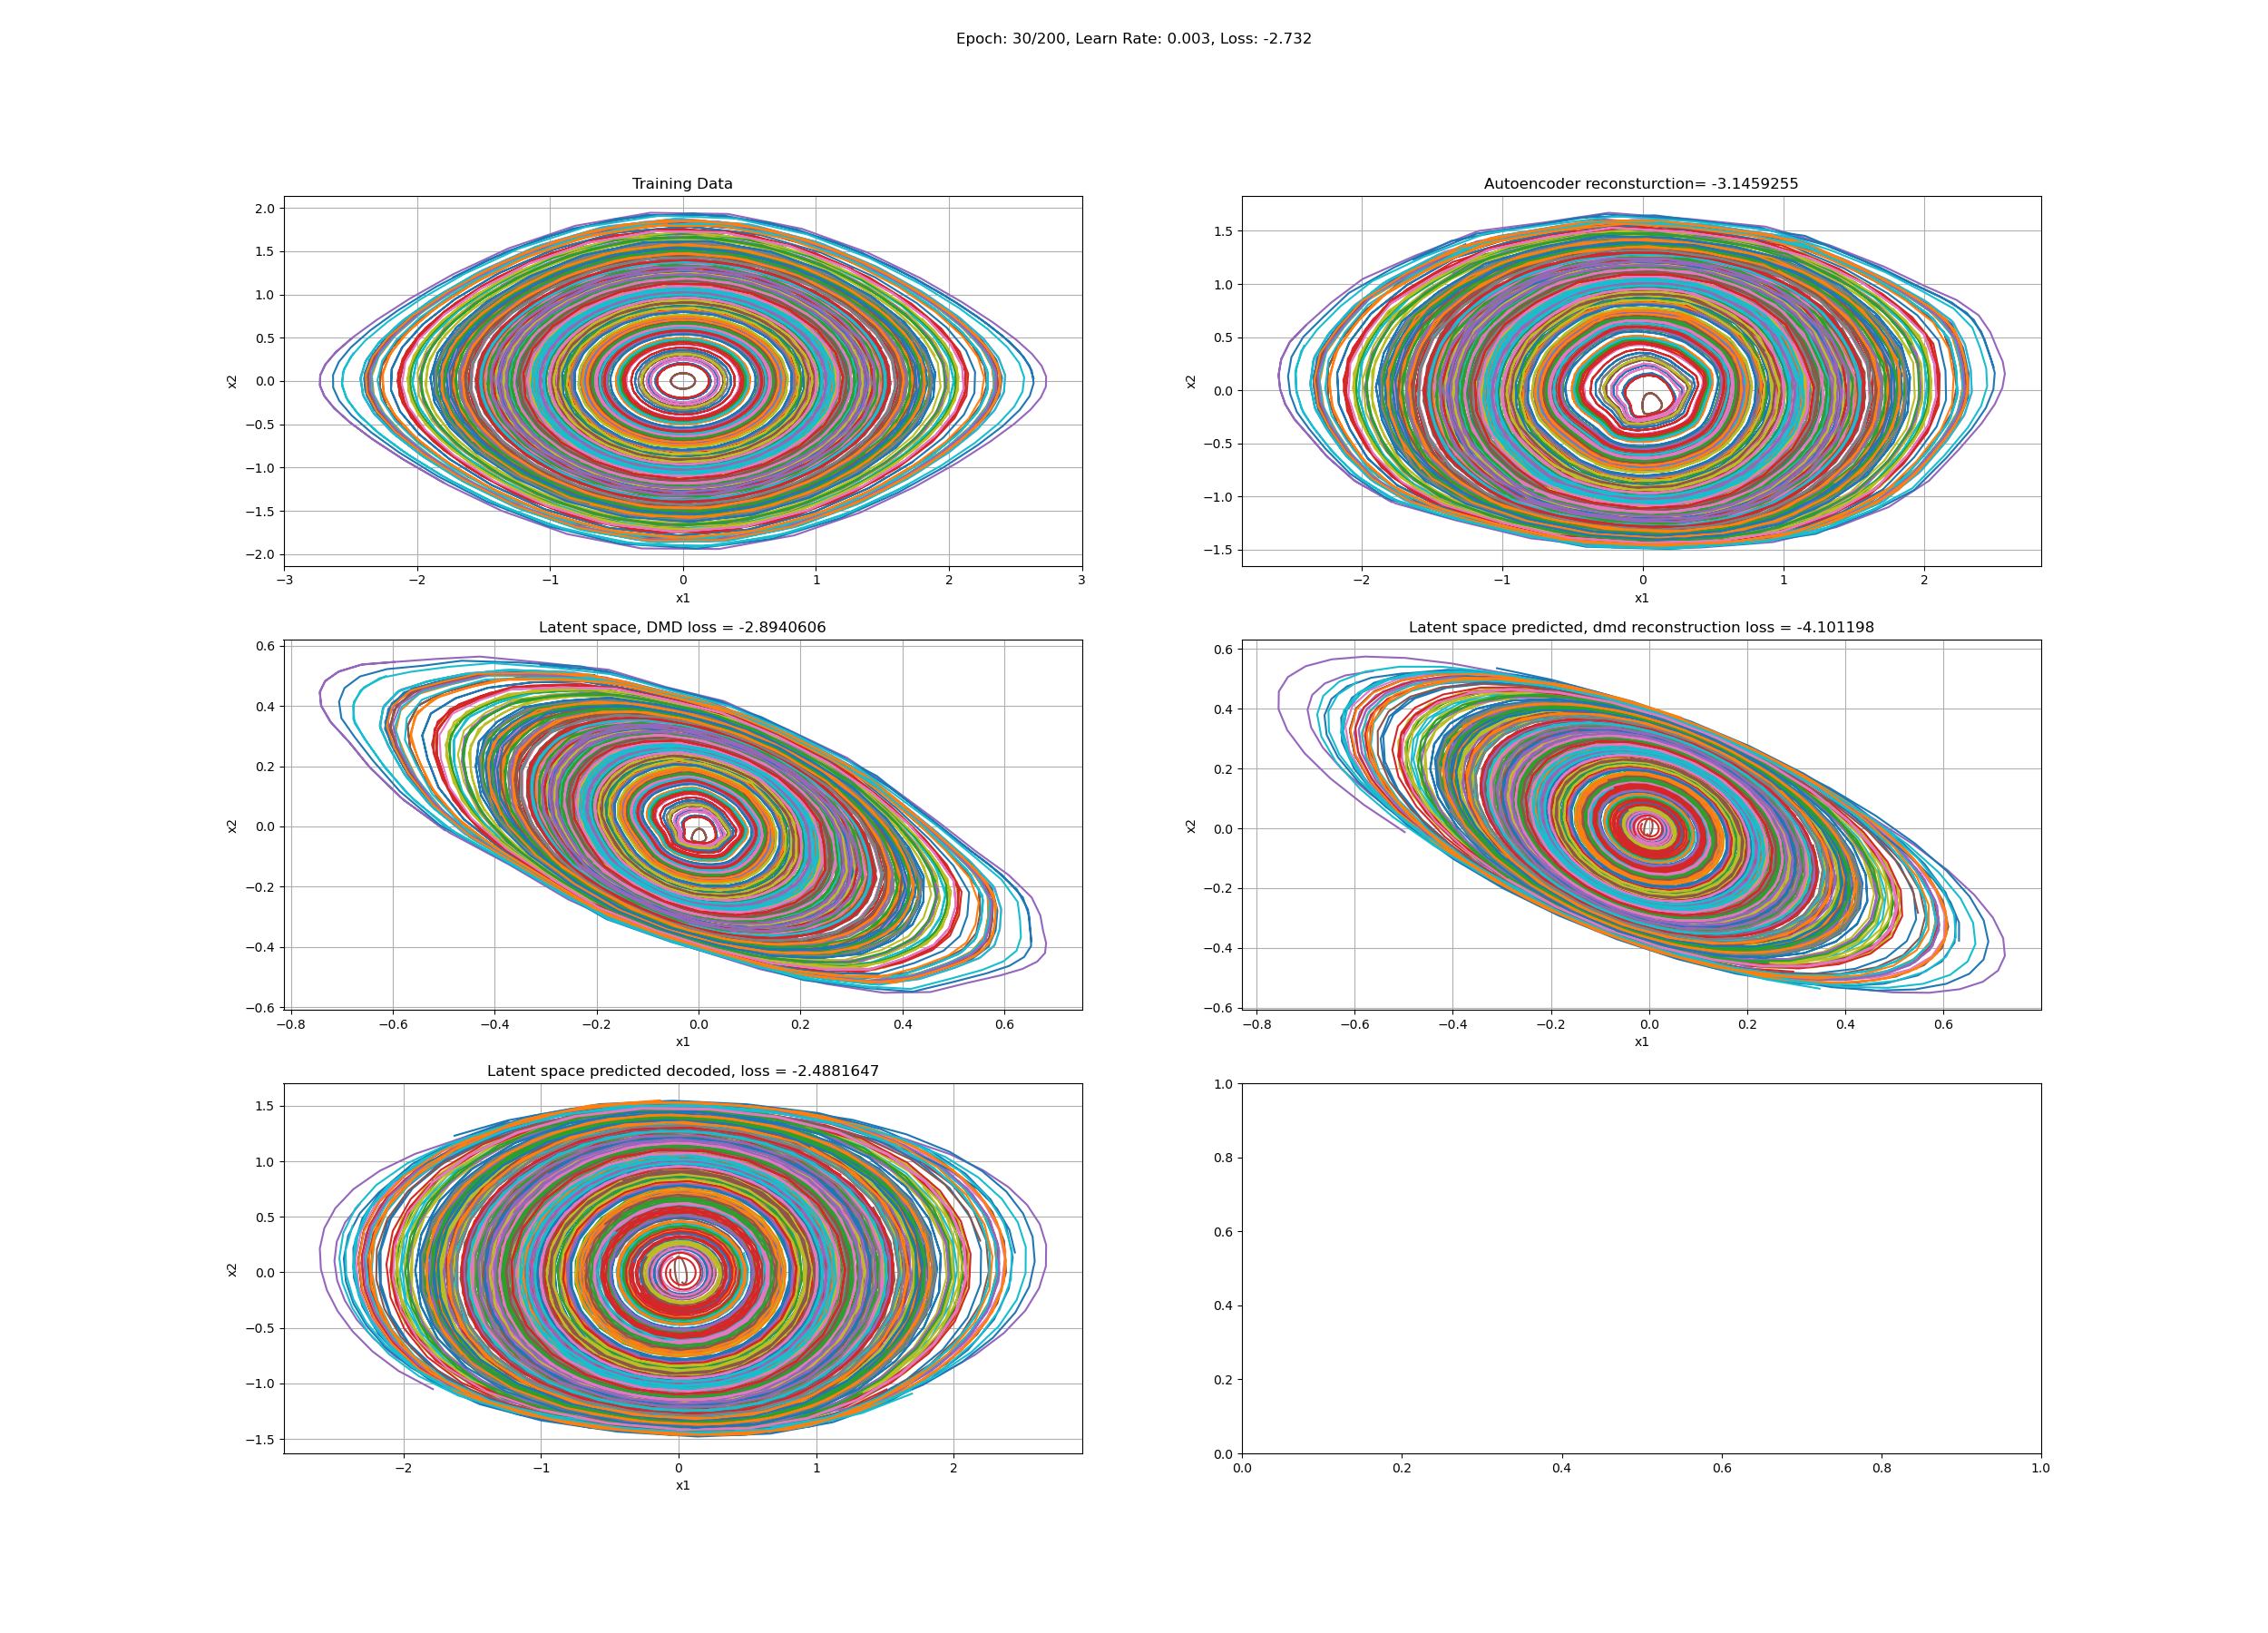 Epoch: 30/200, Learn Rate: 0.003, Loss: -2.732
Training Data
2.0
1.5
1.0
0.5
0.0
−0.5
−1.0
−1.5
−2.0
x2
−3 −2 −1 0 1 2 3
x1
Autoencoder reconsturction= -3.1459255
1.5
1.0
0.5
0.0
−0.5
−1.0
−1.5
x2
−2 −1 0 1 2
x1
Latent space, DMD loss = -2.8940606
0.6
0.4
0.2
0.0
−0.2
−0.4
−0.6
x2
−0.8 −0.6 −0.4 −0.2 0.0 0.2 0.4 0.6
x1
Latent space predicted, dmd reconstruction loss = -4.101198
0.6
0.4
0.2
0.0
−0.2
−0.4
−0.6
x2
−0.8 −0.6 −0.4 −0.2 0.0 0.2 0.4 0.6
x1
Latent space predicted decoded, loss = -2.4881647
1.5
1.0
0.5
0.0
−0.5
−1.0
−1.5
x2
−2 −1 0 1 2
x1
1.0
0.8
0.6
0.4
0.2
0.0
0.0 0.2 0.4 0.6 0.8 1.0